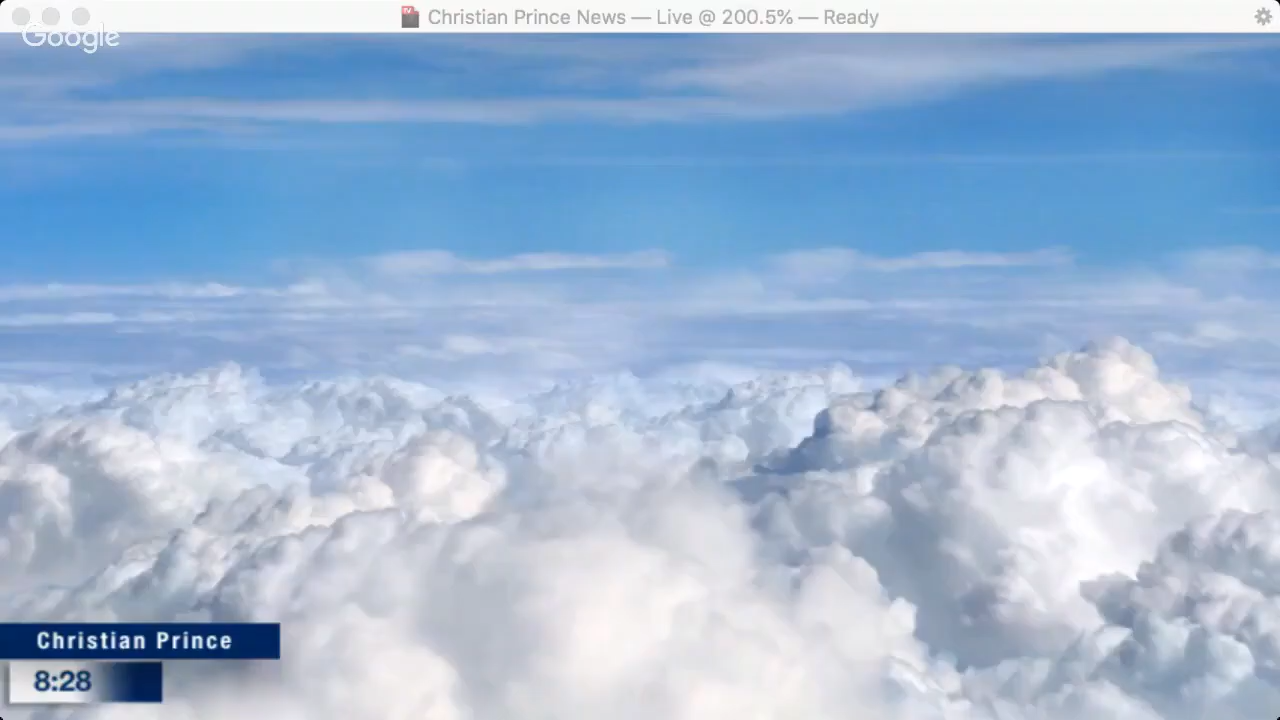 Christian Prince News — Live @ 200.5% — Ready
Google
Christian Prince
8:28